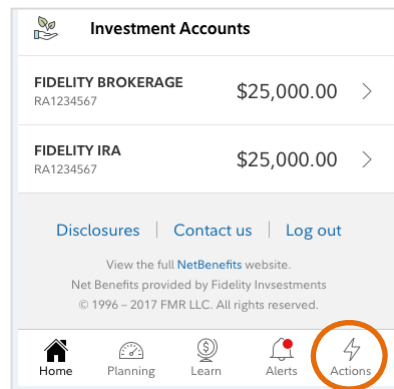 Investment Accounts
FIDELITY BROKERAGE
RA1234567
$25,000.00
FIDELITY IRA
RA1234567
$25,000.00
Disclosures | Contact us | Log out
View the full NetBenefits website.
Net Benefits provided by Fidelity Invsestments
© 1996 – 2017 FMR LLC. All rights reserved.
Home Planning Learn Alerts Actions